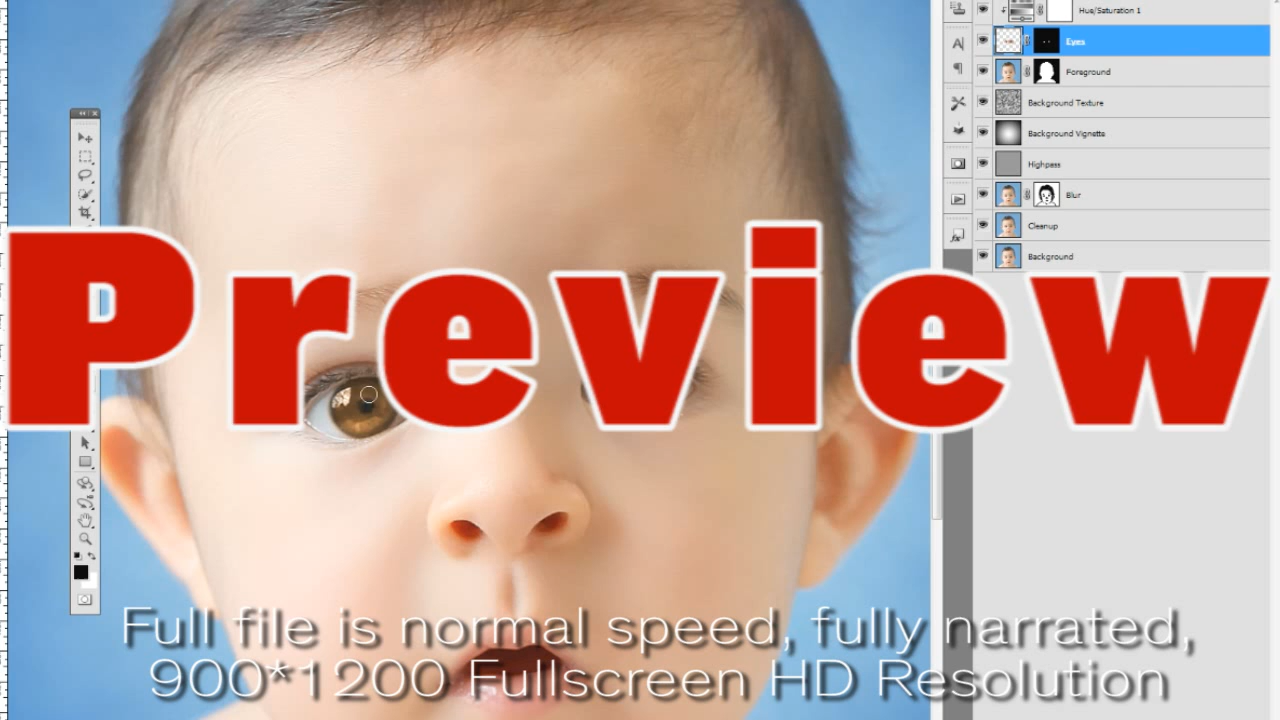 Hue/Saturation 1
Eyes
Foreground
Background Texture
Background Vignette
Highpass
Blur
Cleanup
Background
Preview
Full file is normal speed, fully narrated,
900*1200 Fullscreen HD Resolution